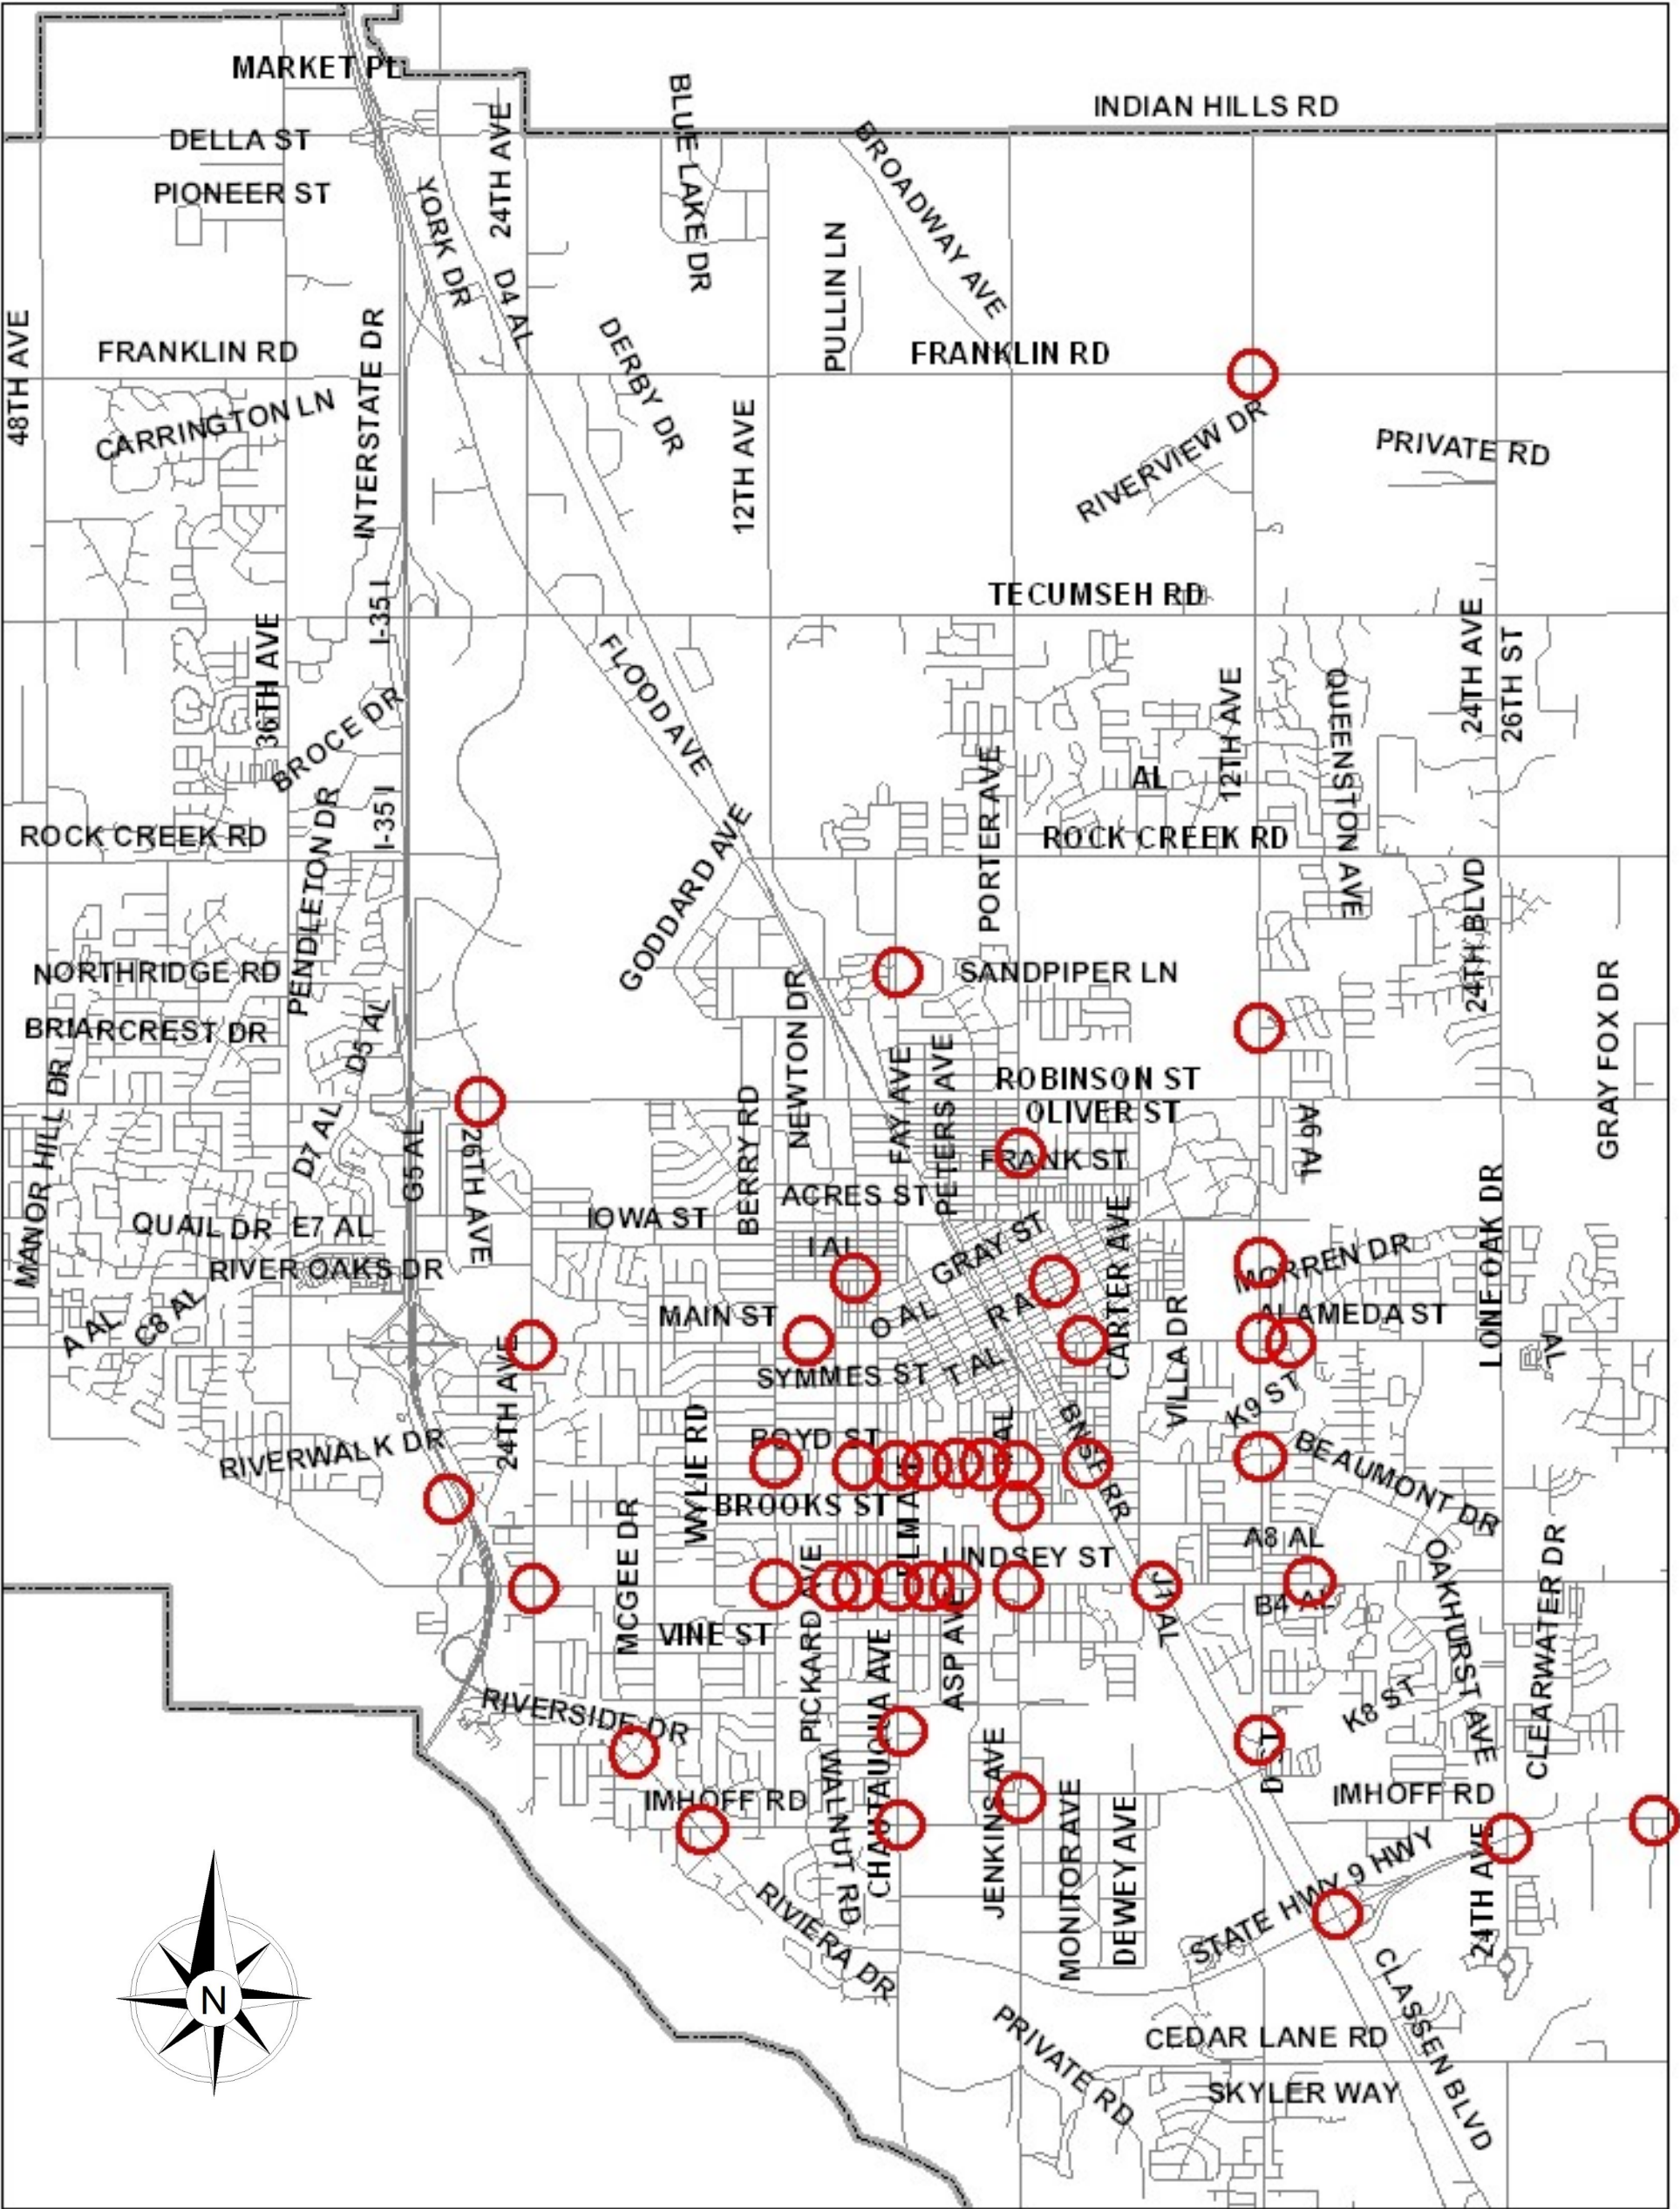 MARKET PL
INDIAN HILLS RD
DELLA ST
PIONEER ST
24TH AVE
YORK DR
D4 AL
BLUE LAKE DR
BROADWAY AVE
PULLIN LN
48TH AVE
FRANKLIN RD
FRANKLIN RD
INTERSTATE DR
DERBY DR
CARRINGTON LN
12TH AVE
RIVERVIEW DR
PRIVATE RD
TECUMSEH RD
I-35 I
36TH AVE
BROCE DR
FLOOD AVE
24TH AVE
26TH ST
12TH AVE
QUEENSTON AVE
PORTER AVE
AL
I-35 I
ROCK CREEK RD
ROCK CREEK RD
PENDLETON DR
GODDARD AVE
24TH BLVD
NORTHRIDGE RD
SANDPIPER LN
NEWTON DR
BRIARCREST DR
D5 AL
GRAY FOX DR
MANOR HILL DR
D7 AL
G5 AL
26TH AVE
BERRY RD
FAY AVE
PETERS AVE
ROBINSON ST
OLIVER ST
FRANK ST
A6 AL
ACRES ST
IOWA ST
QUAIL DR
E7 AL
RIVER OAKS DR
I AL
GRAY ST
CARTER AVE
MORREN DR
LONE OAK DR
A AL
C8 AL
MAIN ST
O AL
R AL
ALAMEDA ST
AL
24TH AVE
SYMMES ST
T AL
VILLA DR
K9 ST
RIVERWALK DR
WYLIE RD
BOYD ST
AL
BNSF RR
BEAUMONT DR
BROOKS ST
ELM A
MCGEE DR
LINDSEY ST
A8 AL
OAKHURST AVE
CLEARWATER DR
PICKARD AVE
J1 AL
B4 AL
VINE ST
ASP AVE
CHAUTAUQUA AVE
RIVERSIDE DR
K8 ST
IMHOFF RD
WALNUT RD
JENKINS AVE
MONITOR AVE
DEWEY AVE
IMHOFF RD
24TH AVE
STATE HWY 9 HWY
RIVIERA DR
CLASSEN BLVD
N
PRIVATE RD
CEDAR LANE RD
SKYLER WAY